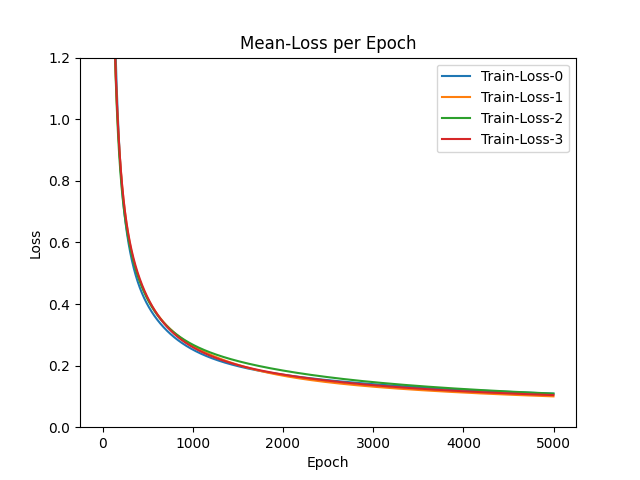 Mean-Loss per Epoch
1.2
1.0
0.8
0.6
0.4
0.2
0.0
Loss
Train-Loss-0
Train-Loss-1
Train-Loss-2
Train-Loss-3
0 1000 2000 3000 4000 5000
Epoch